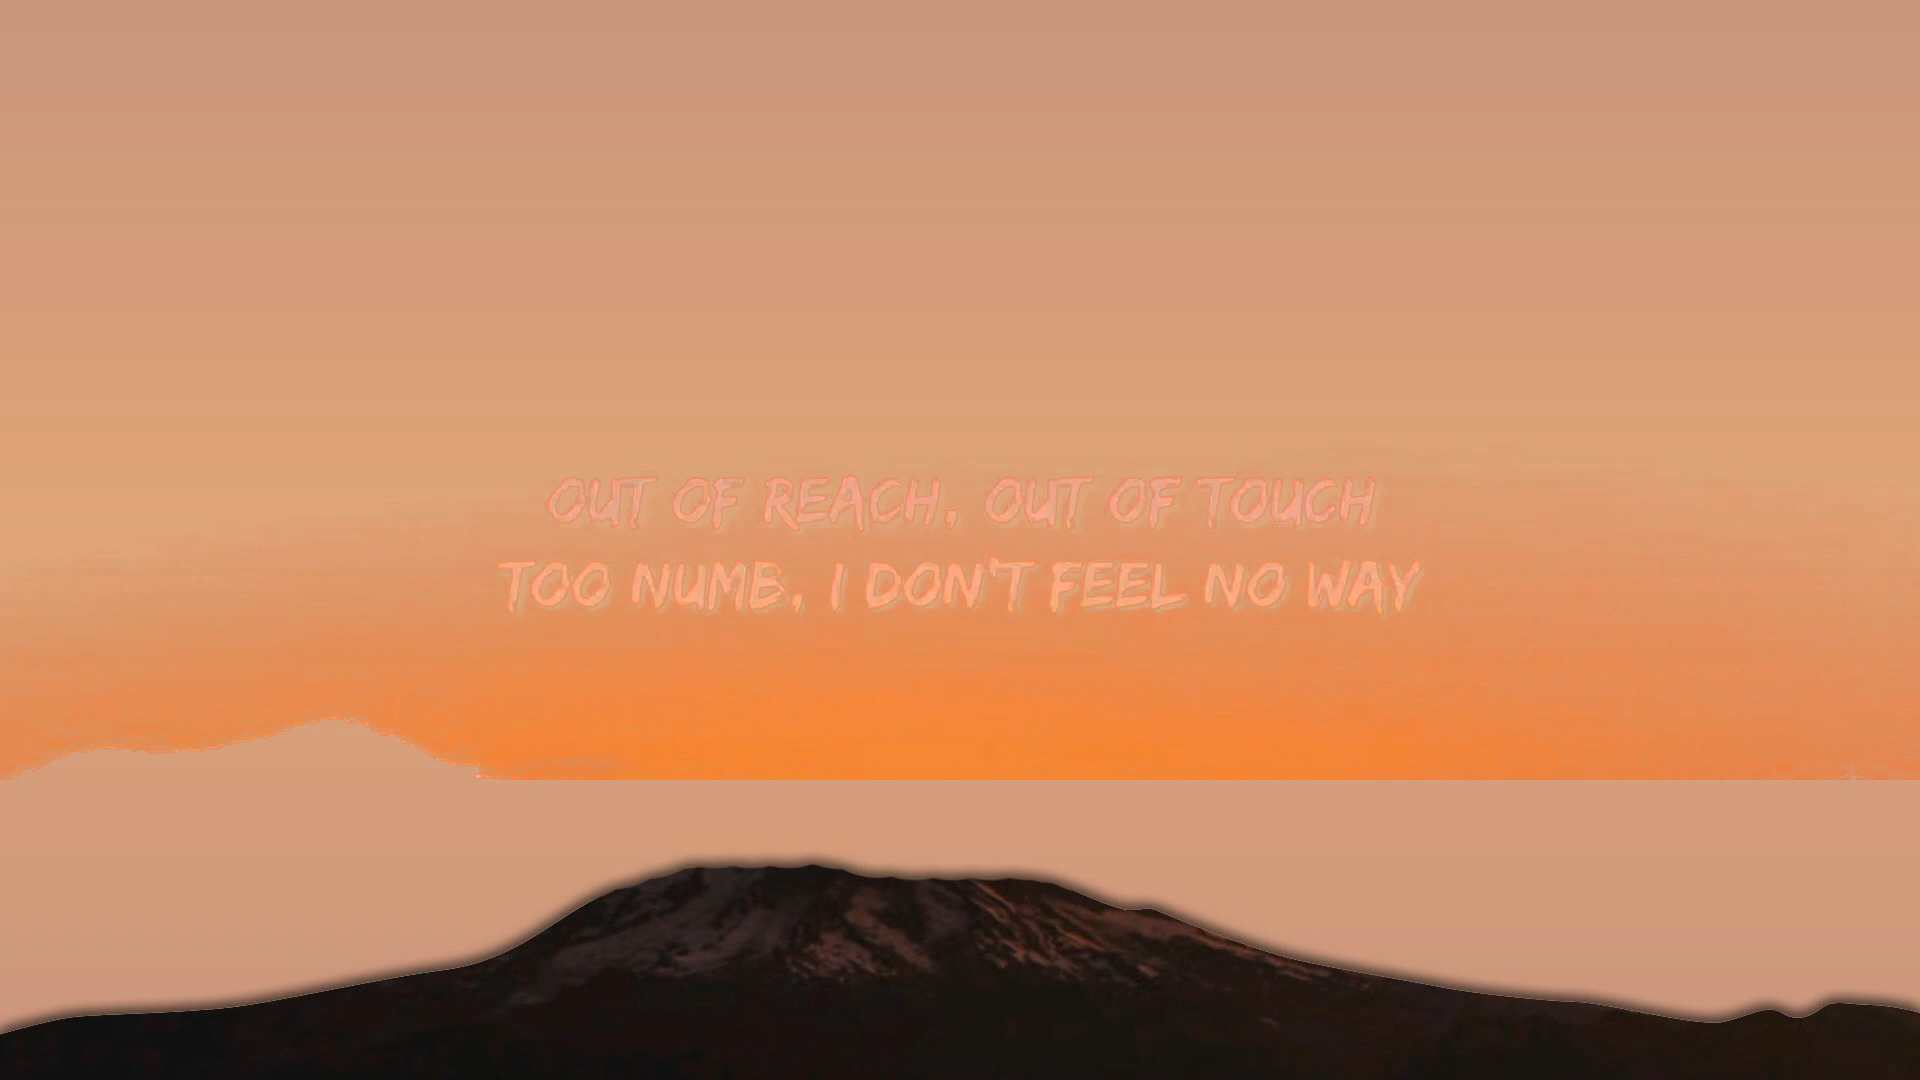 OUT OF REACH, OUT OF TOUCH
TOO NUMB, I DON'T FEEL NO WAY